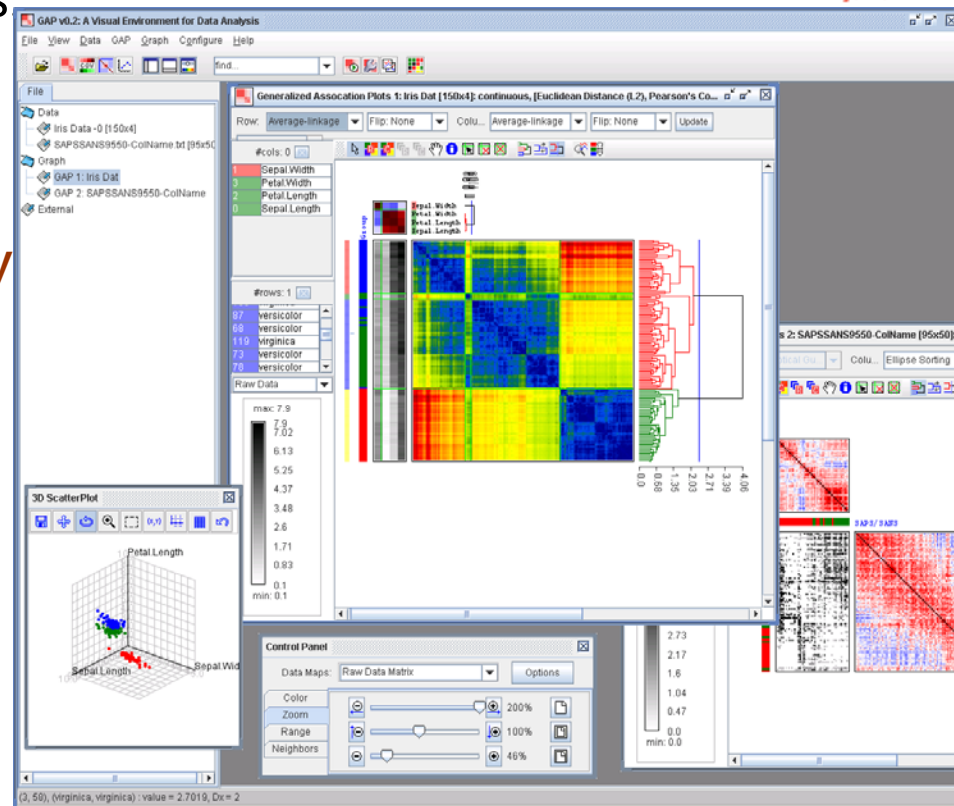 GAP v0.2: A Visual Environment for Data Analysis
File View Data GAP Graph Configure Help
find...
File
Data
Iris Data -0 [150x4]
SAPSSANS9550-ColName.txt [95x50
Graph
GAP 1: Iris Dat
GAP 2: SAPSSANS9550-ColName
External
Generalized Assocation Plots 1: Iris Dat [150x4]: continuous, [Euclidean Distance (L2), Pearson's Co...
Row: Average-linkage Flip: None Colu... Average-linkage Flip: None Update
#cols: 0
1 Sepal.Width
3 Petal.Width
2 Petal.Length
0 Sepal.Length
Sepal.Width
Petal.Width
Petal.Length
Sepal.Length
Group
#rows: 1
87 versicolor
68 versicolor
119 virginica
73 versicolor
78 versicolor
Raw Data
max: 7.9
7.9
7.02
6.13
5.25
4.37
3.48
2.6
1.71
0.83
0.1
min: 0.1
0.0 0.68 1.35 2.03 2.71 3.39 4.06
s 2: SAPSSANS9550-ColName [95x50]:
Colu... Ellipse Sorting
SAPS/SANS
2.73
2.17
1.6
1.04
0.47
0.0
min: 0.0
3D ScatterPlot
(x,y)
Petal.Length
Sepal.Length
Sepal.Wid
Control Panel
Data Maps: Raw Data Matrix Options
Color
Zoom
Range
Neighbors
200%
100%
46%
(3, 58), (virginica, virginica) : value = 2.7019, Dx = 2